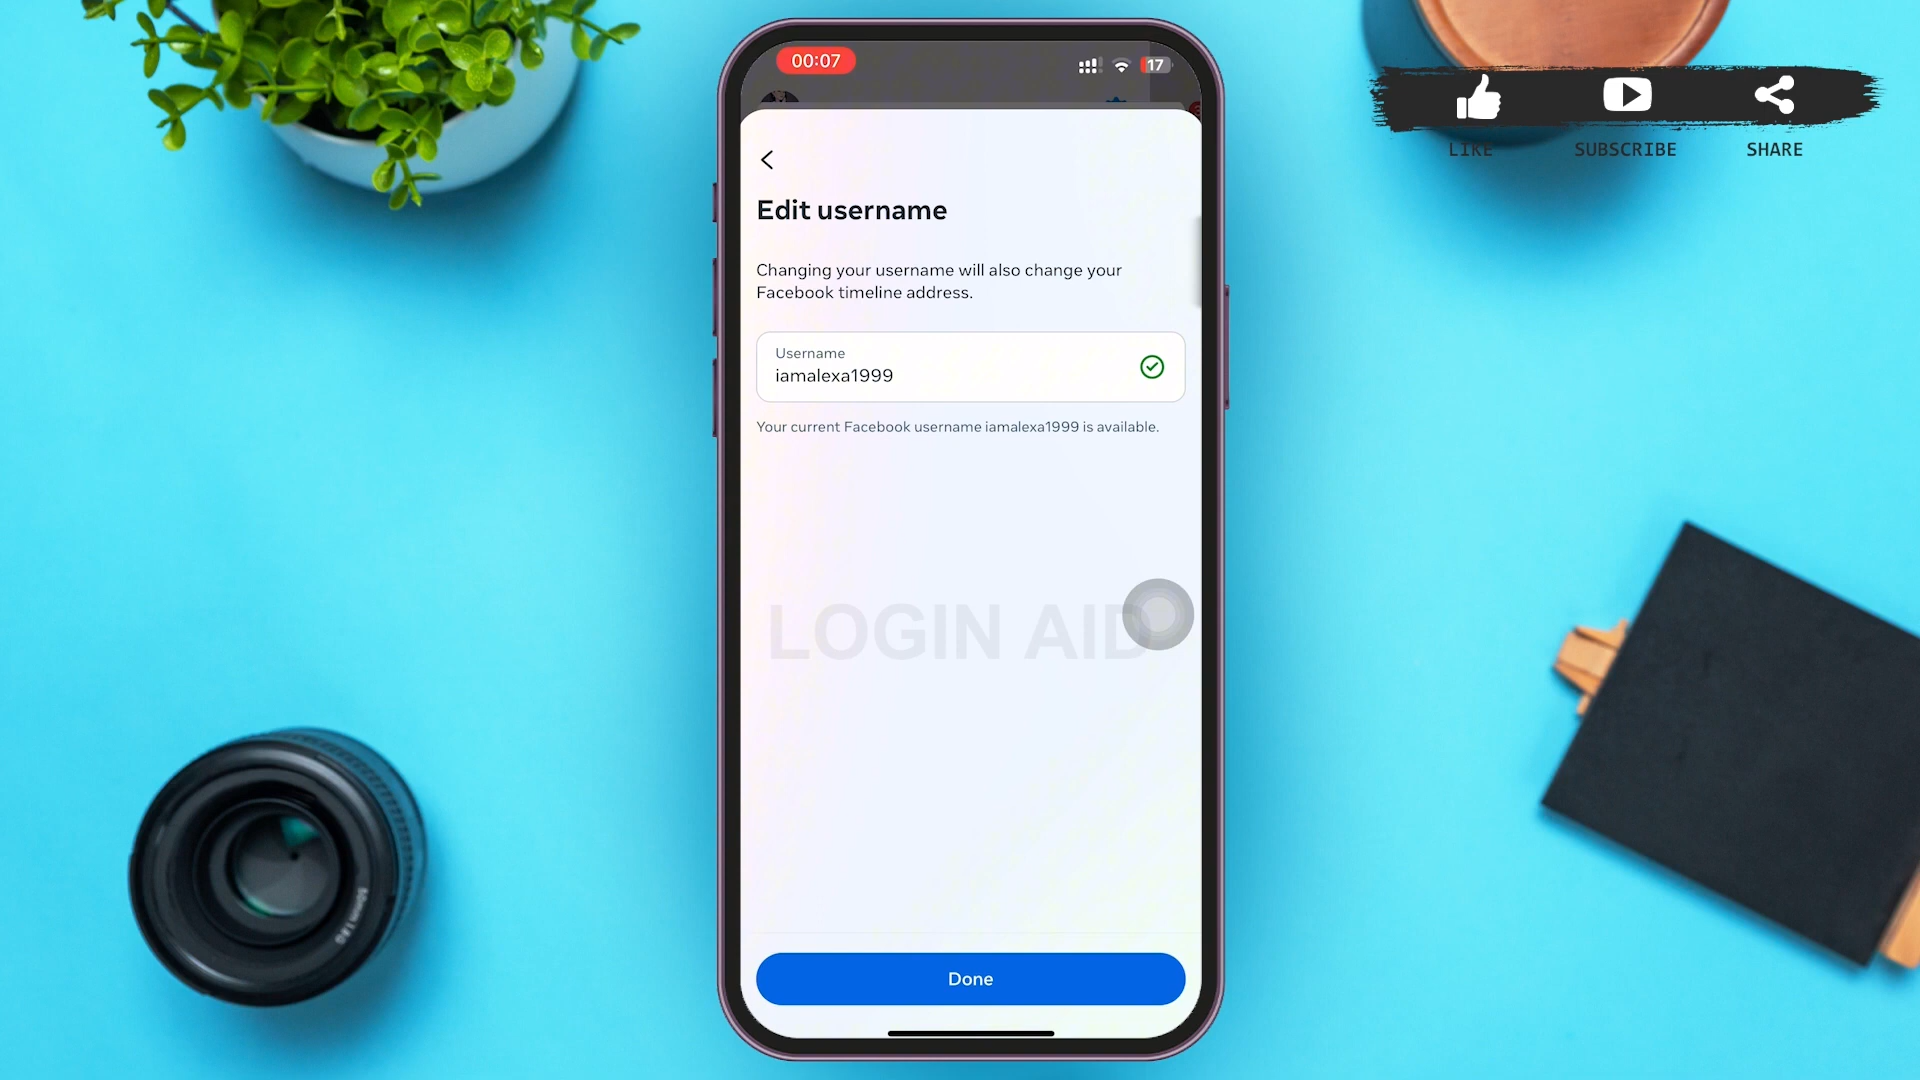 00:07
17
LIKE
SUBSCRIBE
SHARE
Edit username
Changing your username will also change your
Facebook timeline address.
Username
iamalexa1999
Your current Facebook username iamalexa1999 is available.
LOGIN AID
Done